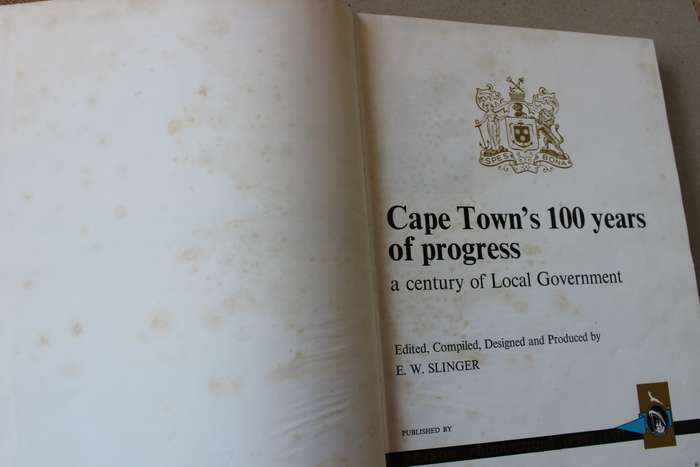 SPES BONA
Cape Town's 100 years
of progress
a century of Local Government
Edited, Compiled, Designed and Produced by
E. W. SLINGER
PUBLISHED BY